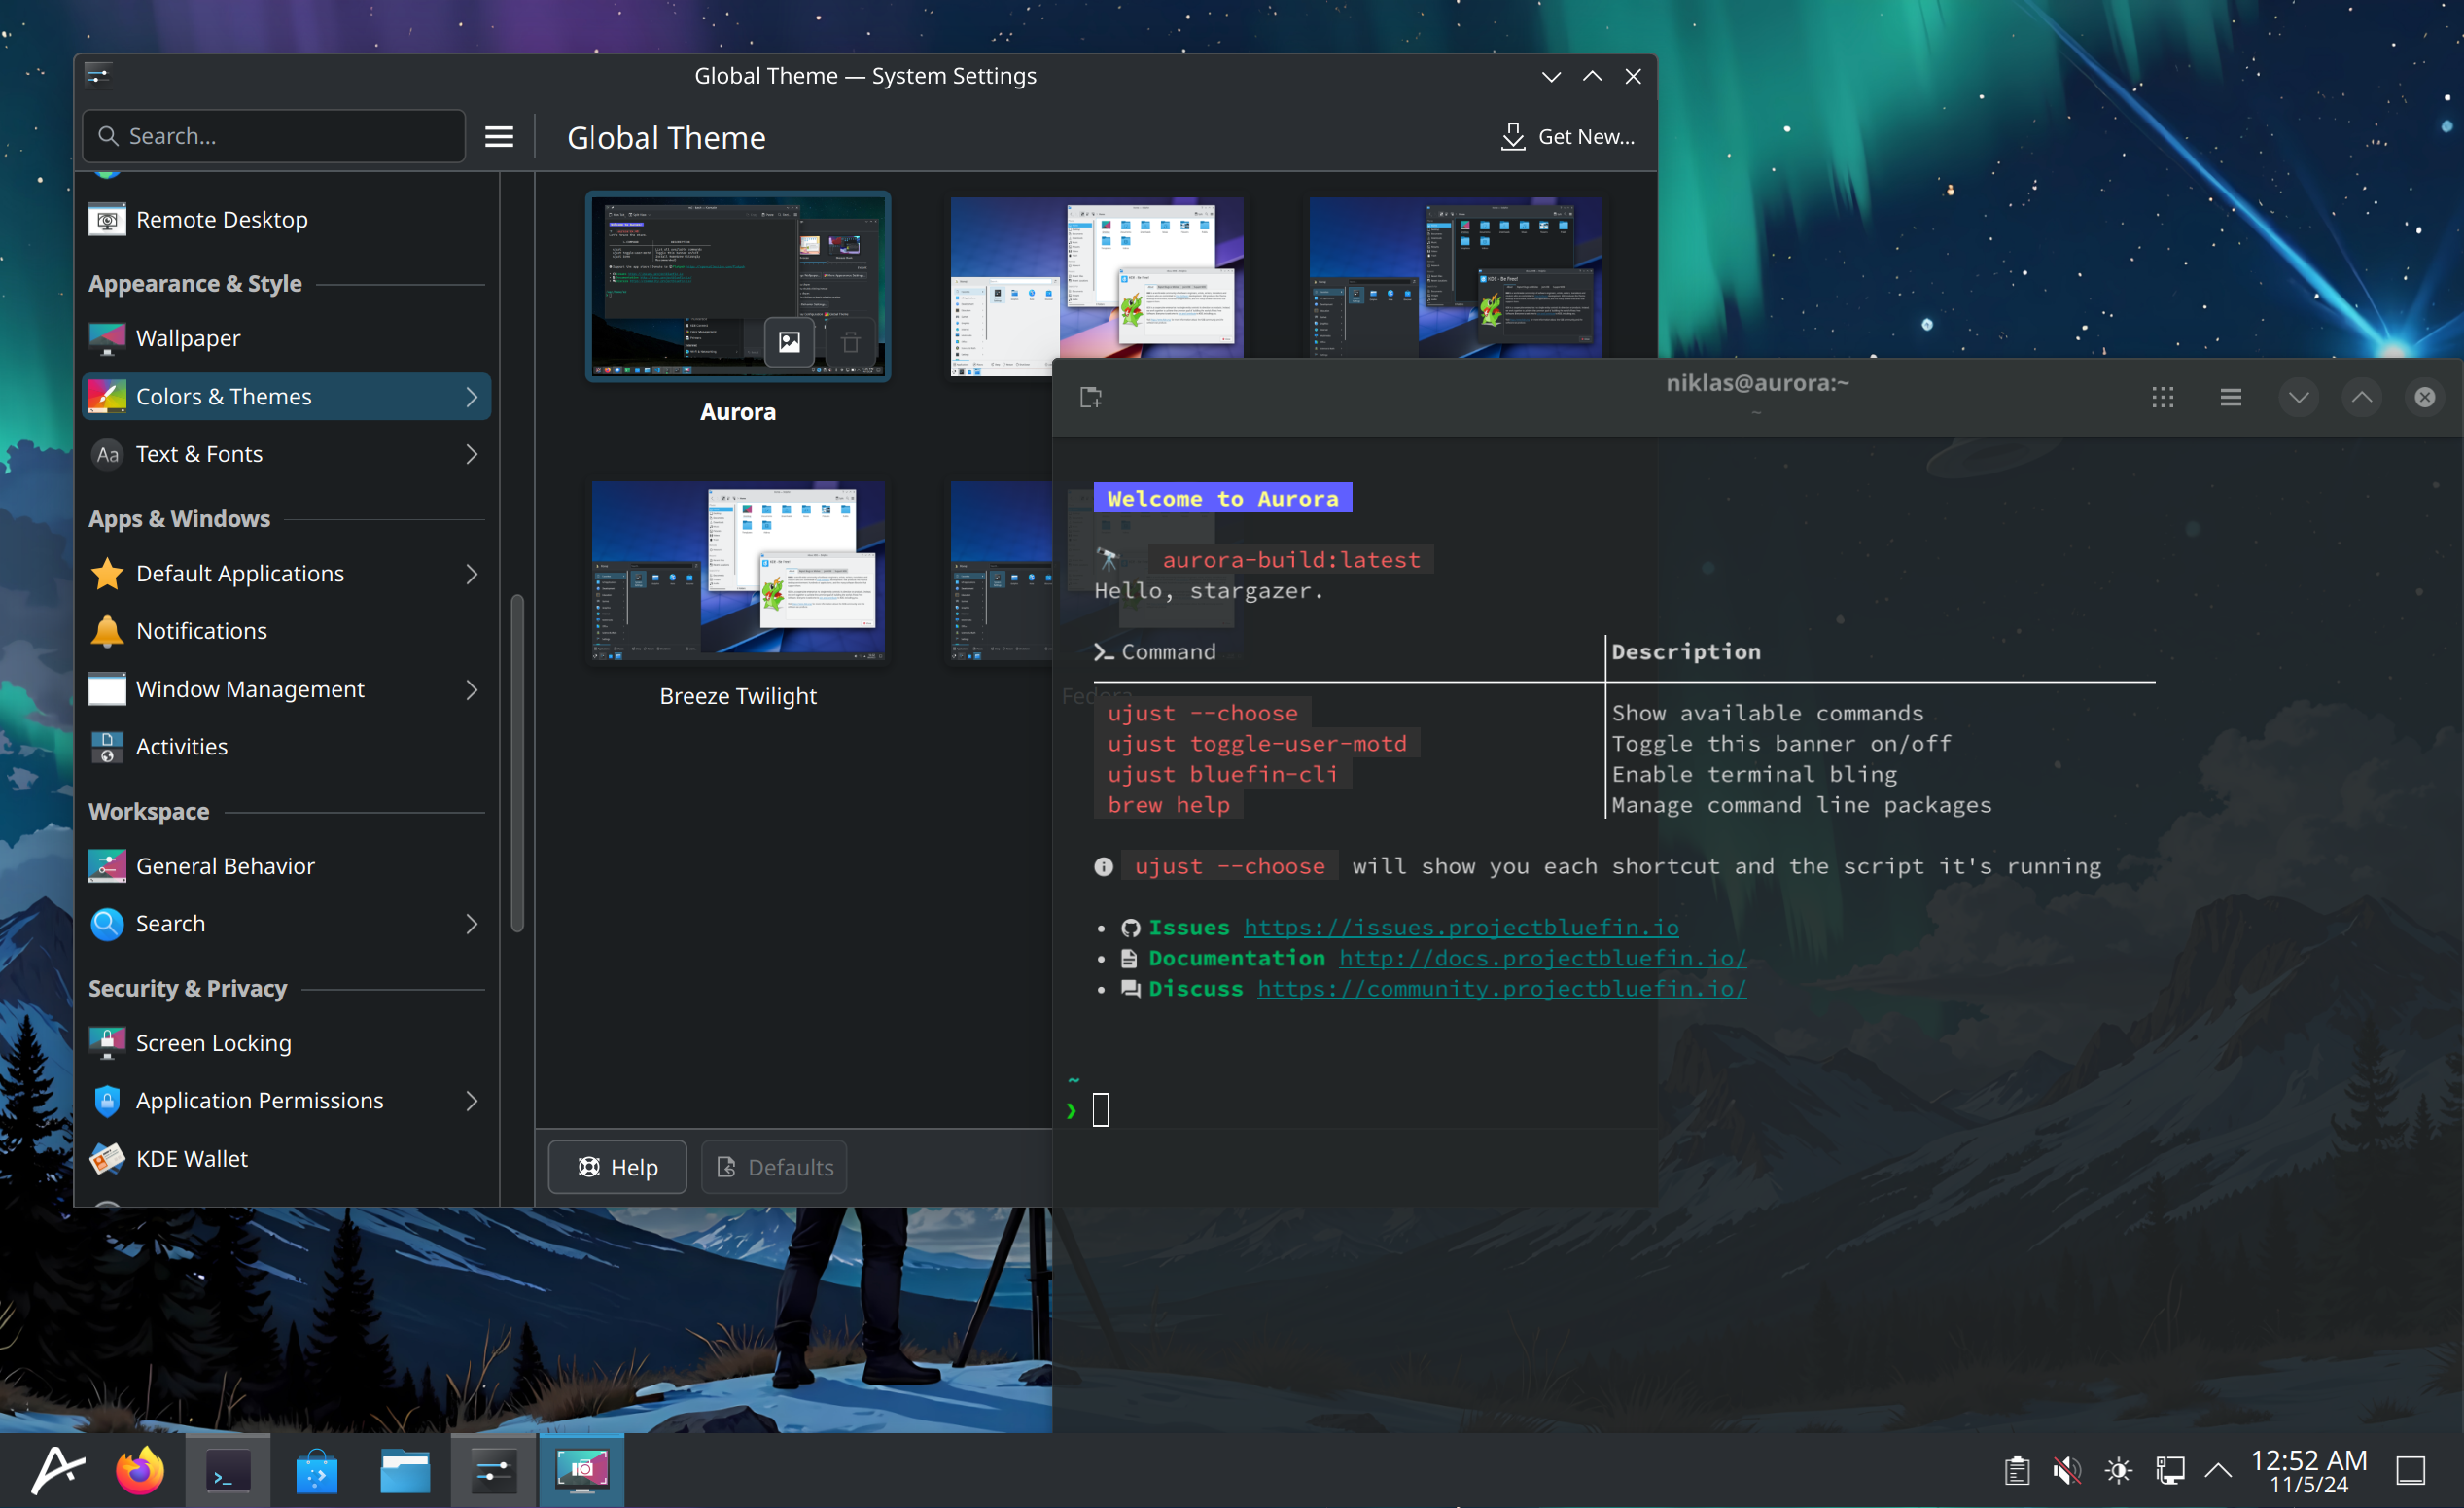 Global Theme — System Settings
Search...
Global Theme
Get New...
Remote Desktop
Appearance & Style
Wallpaper
Colors & Themes
Aa Text & Fonts
Apps & Windows
Default Applications
Notifications
Window Management
Activities
Workspace
General Behavior
Search
Security & Privacy
Screen Locking
Application Permissions
KDE Wallet
Aurora
Breeze Twilight
Fedora
Help
Defaults
niklas@aurora:~
~
Welcome to Aurora
aurora-build:latest
Hello, stargazer.
Command Description
ujust --choose Show available commands
ujust toggle-user-motd Toggle this banner on/off
ujust bluefin-cli Enable terminal bling
brew help Manage command line packages
ujust --choose will show you each shortcut and the script it's running
• Issues https://issues.projectbluefin.io
• Documentation http://docs.projectbluefin.io/
• Discuss https://community.projectbluefin.io/
~
❯
12:52 AM
11/5/24